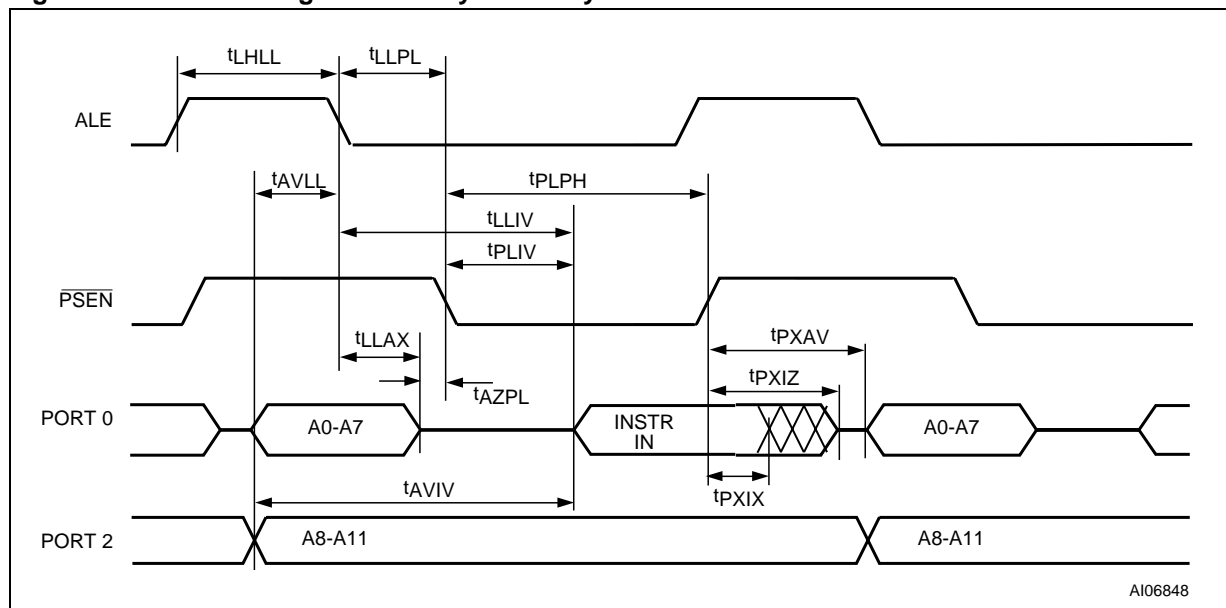 tLHLL
tLLPL
ALE
tAVLL
tPLPH
tLLIV
tPLIV
PSEN
tLLAX
tPXAV
tAZPL
tPXIZ
PORT 0
A0-A7
INSTR
IN
A0-A7
tPXIX
tAVIV
PORT 2
A8-A11
A8-A11
AI06848